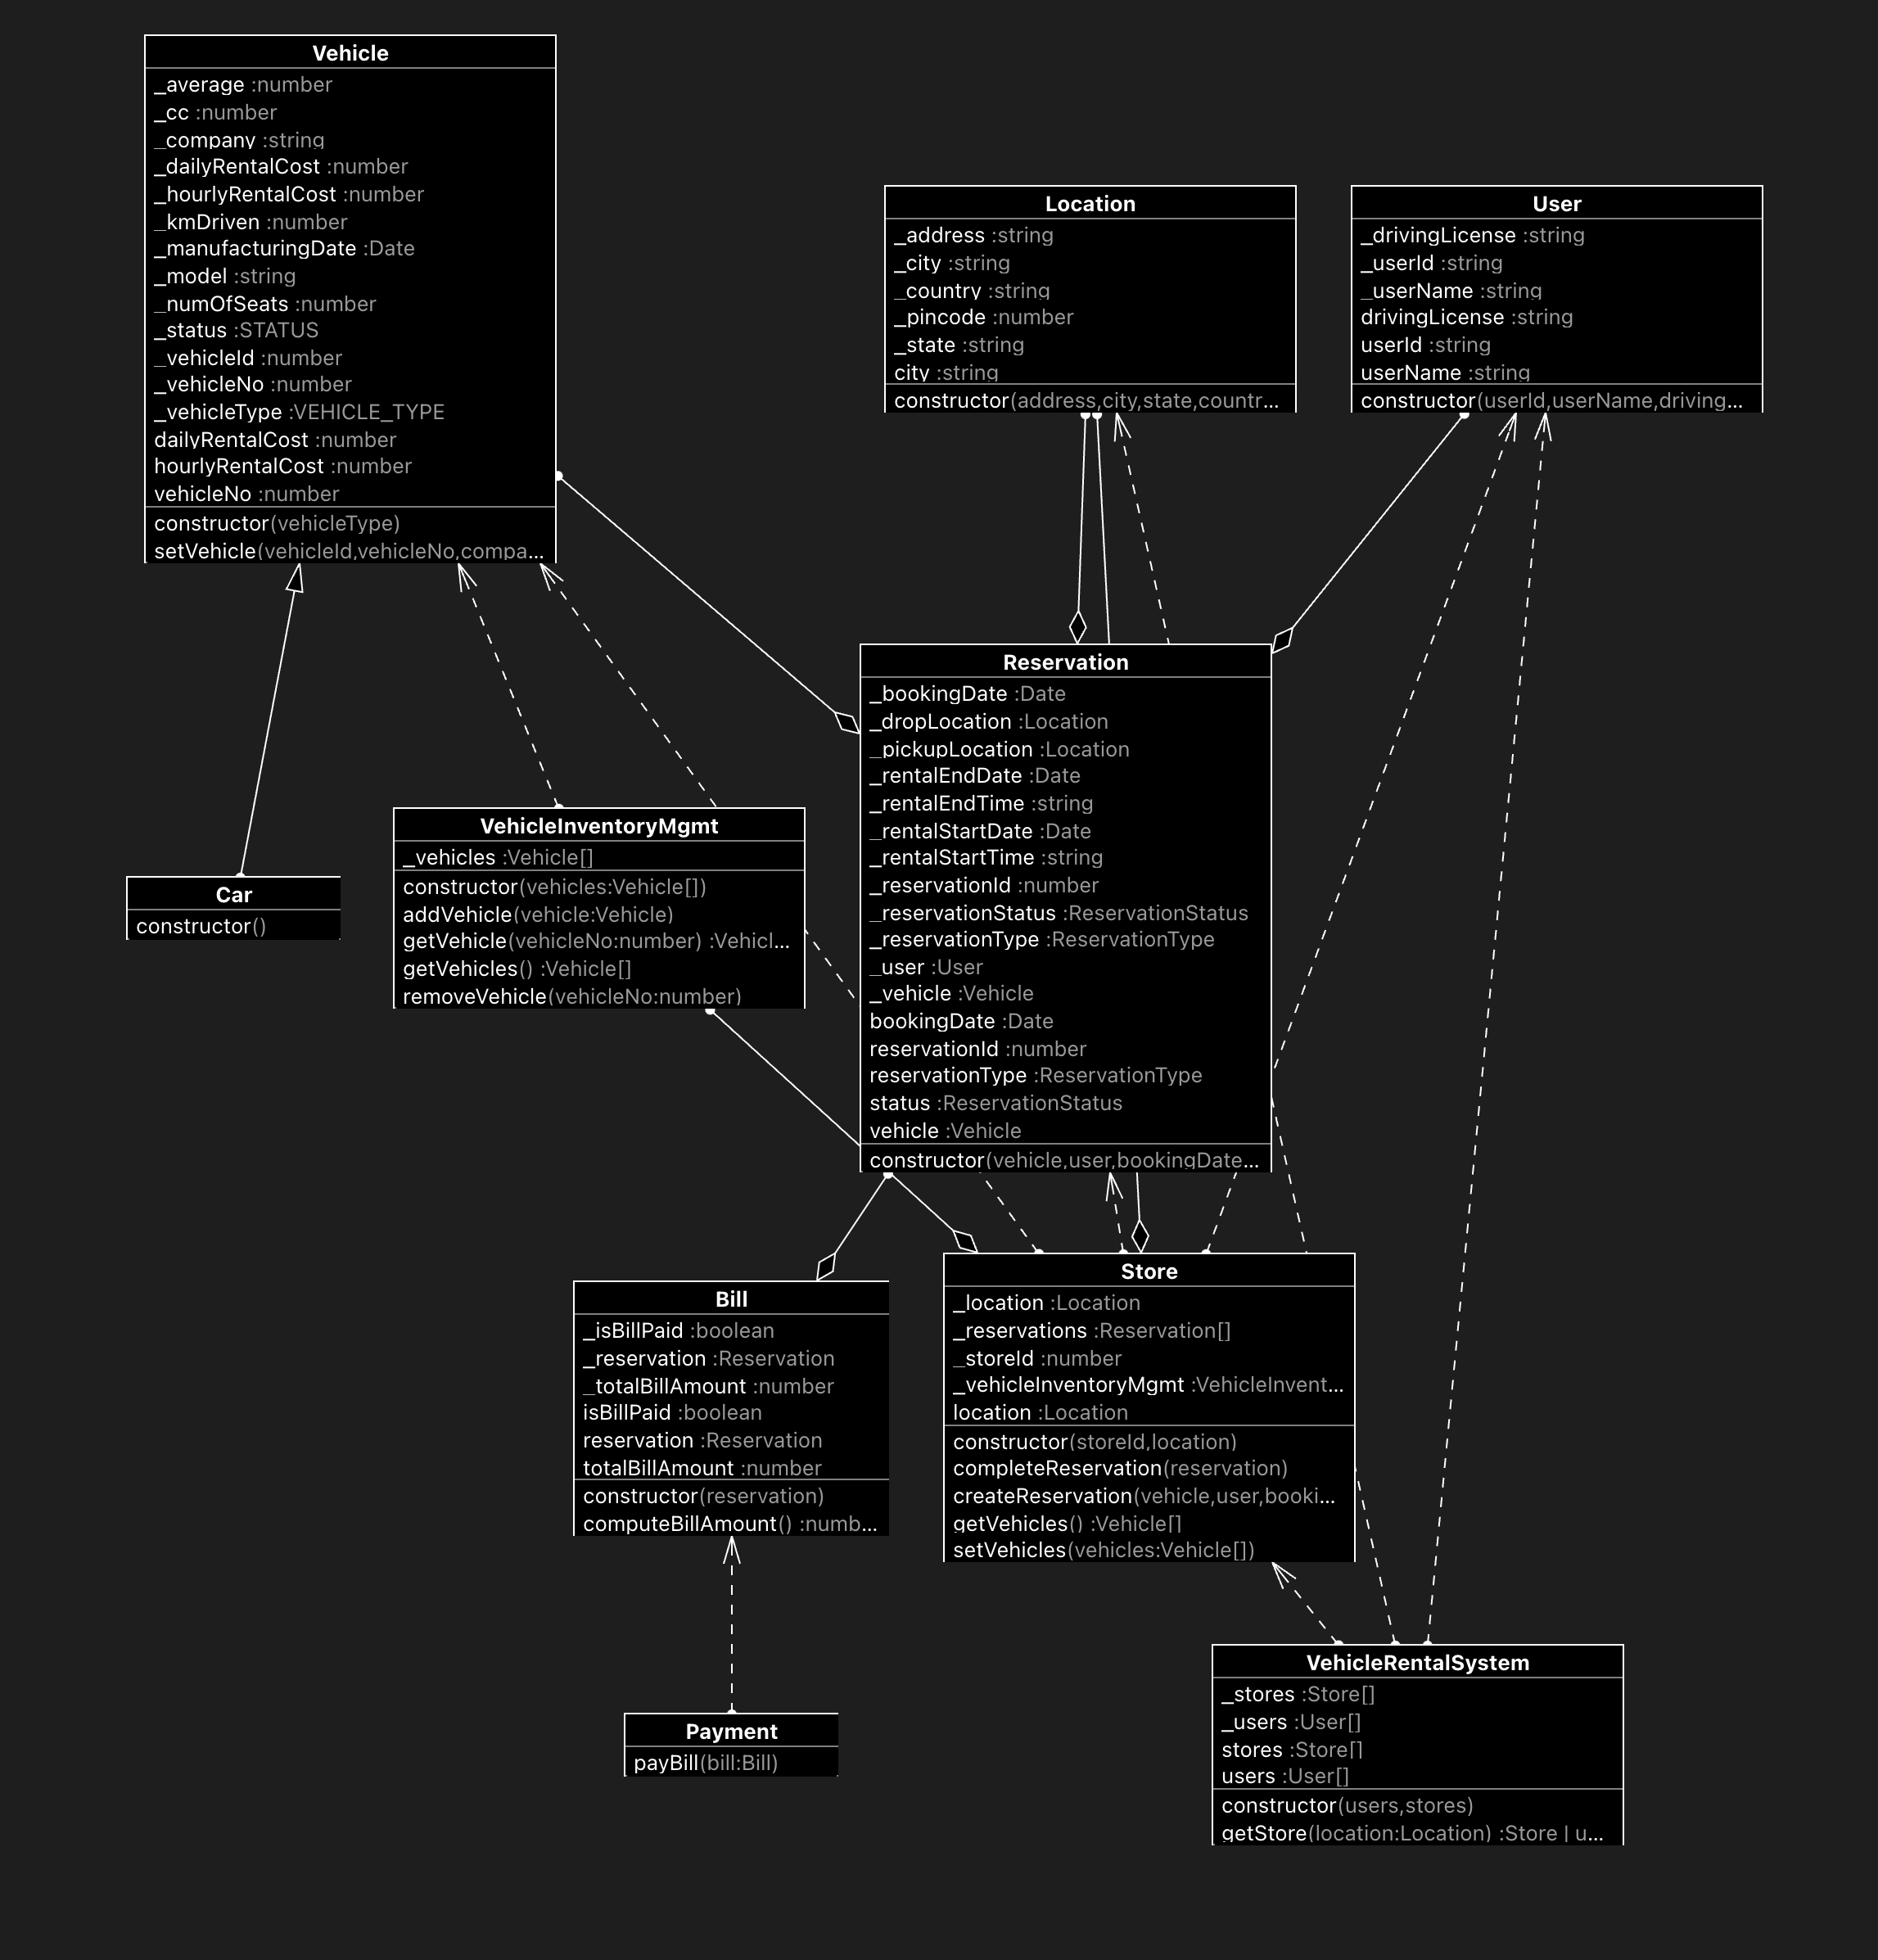 Vehicle
_average :number
_cc :number
_company :string
_dailyRentalCost :number
_hourlyRentalCost :number
_kmDriven :number
_manufacturingDate :Date
_model :string
_numOfSeats :number
_status :STATUS
_vehicleId :number
_vehicleNo :number
_vehicleType :VEHICLE_TYPE
dailyRentalCost :number
hourlyRentalCost :number
vehicleNo :number
constructor(vehicleType)
setVehicle(vehicleId,vehicleNo,compa...
Location
_address :string
_city :string
_country :string
_pincode :number
_state :string
city :string
constructor(address,city,state,countr...
User
_drivingLicense :string
_userId :string
_userName :string
drivingLicense :string
userId :string
userName :string
constructor(userId,userName,driving...
Reservation
_bookingDate :Date
_dropLocation :Location
_pickupLocation :Location
_rentalEndDate :Date
_rentalEndTime :string
_rentalStartDate :Date
_rentalStartTime :string
_reservationId :number
_reservationStatus :ReservationStatus
_reservationType :ReservationType
_user :User
_vehicle :Vehicle
bookingDate :Date
reservationId :number
reservationType :ReservationType
status :ReservationStatus
vehicle :Vehicle
constructor(vehicle,user,bookingDate...
VehicleInventoryMgmt
_vehicles :Vehicle[]
constructor(vehicles:Vehicle[])
addVehicle(vehicle:Vehicle)
getVehicle(vehicleNo:number) :Vehicl...
getVehicles() :Vehicle[]
removeVehicle(vehicleNo:number)
Car
constructor()
Bill
_isBillPaid :boolean
_reservation :Reservation
_totalBillAmount :number
isBillPaid :boolean
reservation :Reservation
totalBillAmount :number
constructor(reservation)
computeBillAmount() :numb...
Store
_location :Location
_reservations :Reservation[]
_storeId :number
_vehicleInventoryMgmt :VehicleInvent...
location :Location
constructor(storeId,location)
completeReservation(reservation)
createReservation(vehicle,user,booki...
getVehicles() :Vehicle[]
setVehicles(vehicles:Vehicle[])
Payment
payBill(bill:Bill)
VehicleRentalSystem
_stores :Store[]
_users :User[]
stores :Store[]
users :User[]
constructor(users,stores)
getStore(location:Location) :Store | u...